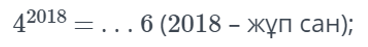 4^{2018} = ... 6 (2018 – жұп сан);